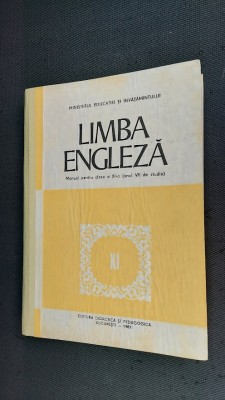 MINISTERUL EDUCAȚIEI ȘI ÎNVĂȚĂMÎNTULUI
LIMBA
ENGLEZĂ
Manual pentru clasa a XI-a (anul VII de studiu)
XI
EDITURA DIDACTICĂ ȘI PEDAGOGICĂ
BUCUREȘTI –